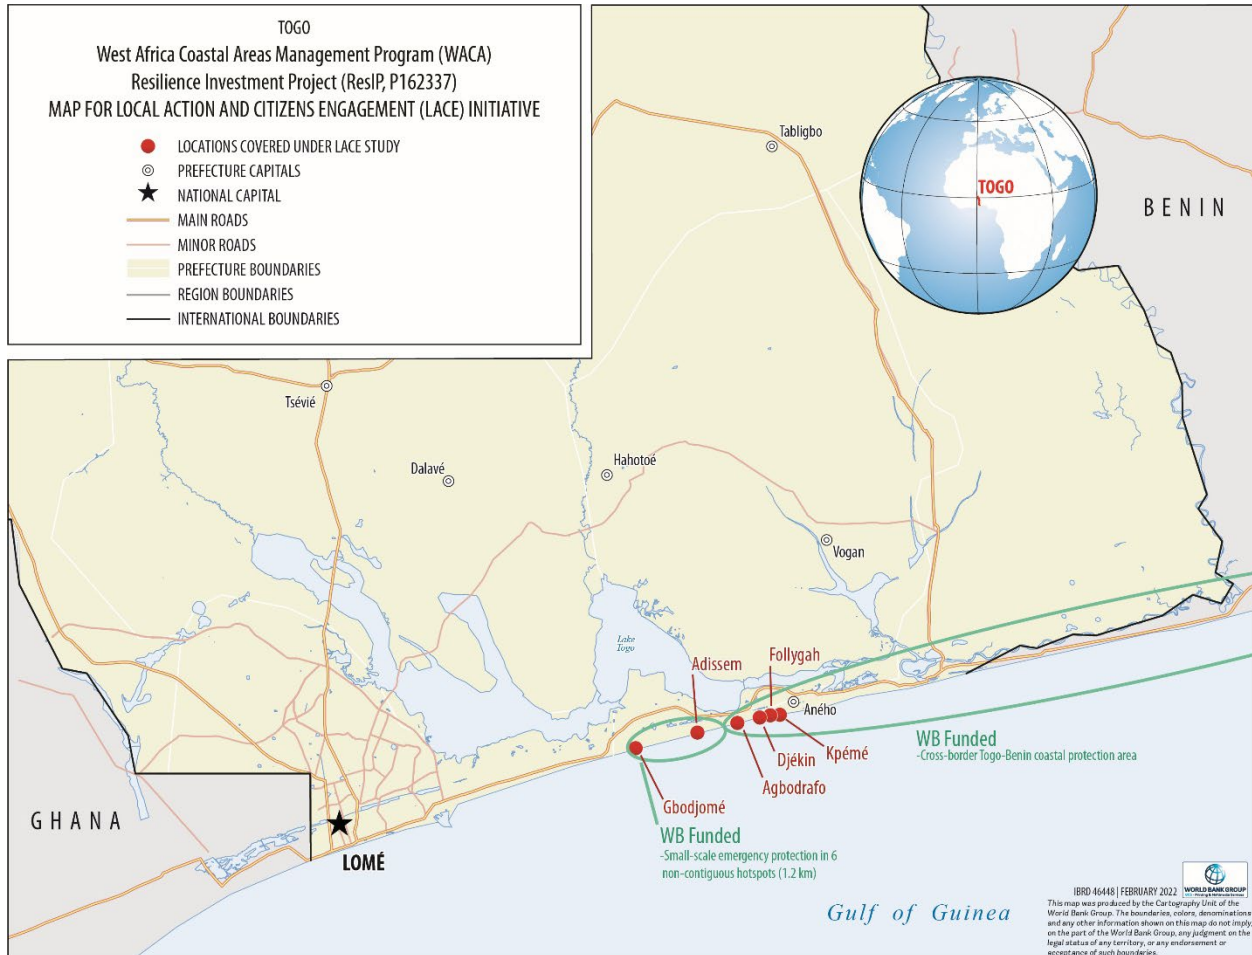 TOGO
West Africa Coastal Areas Management Program (WACA)
Resilience Investment Project (ResIP, P162337)
MAP FOR LOCAL ACTION AND CITIZENS ENGAGEMENT (LACE) INITIATIVE
LOCATIONS COVERED UNDER LACE STUDY
PREFECTURE CAPITALS
NATIONAL CAPITAL
MAIN ROADS
MINOR ROADS
PREFECTURE BOUNDARIES
REGION BOUNDARIES
INTERNATIONAL BOUNDARIES
Tabligbo
TOGO
BENIN
Tsévié
Dalavé
Hahotoé
Vogan
Lake
Togo
Adissem
Follygah
Aného
Kpémé
Djékin
Agbodrafo
Gbodjomé
WB Funded
-Cross-border Togo-Benin coastal protection area
WB Funded
-Small-scale emergency protection in 6
non-contiguous hotspots (1.2 km)
GHANA
LOMÉ
Gulf of Guinea
IBRD 46448 | FEBRUARY 2022
WORLD BANK GROUP
This map was produced by the Cartography Unit of the
World Bank Group. The boundaries, colors, denominations
and any other information shown on this map do not imply,
on the part of the World Bank Group, any judgment on the
legal status of any territory, or any endorsement or
acceptance of such boundaries.